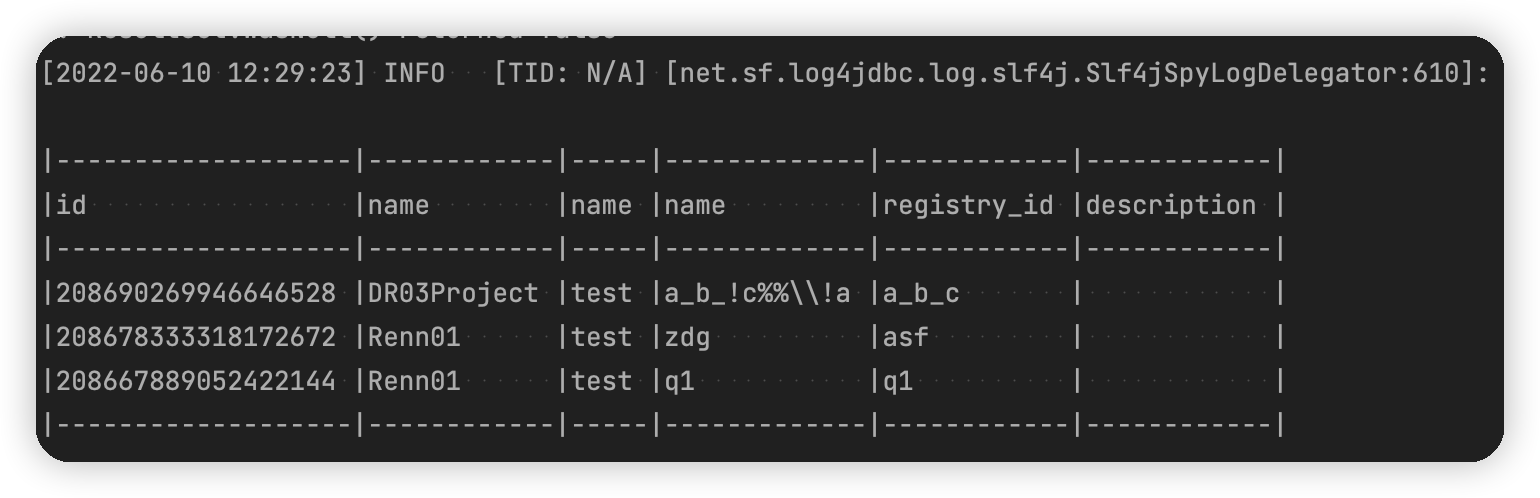 [2022-06-10 12:29:23] INFO   [TID: N/A] [net.sf.log4jdbc.log.slf4j.Slf4jSpyLogDelegator:610]:
|-------------------|------------|-----|-------------|------------|------------|
|id                 |name        |name |name         |registry_id |description |
|-------------------|------------|-----|-------------|------------|------------|
|208690269946646528 |DR03Project |test |a_b_!c%%\\!a |a_b_c       |            |
|208678333318172672 |Renn01      |test |zdg          |asf         |            |
|208667889052422144 |Renn01      |test |q1           |q1          |            |
|-------------------|------------|-----|-------------|------------|------------|